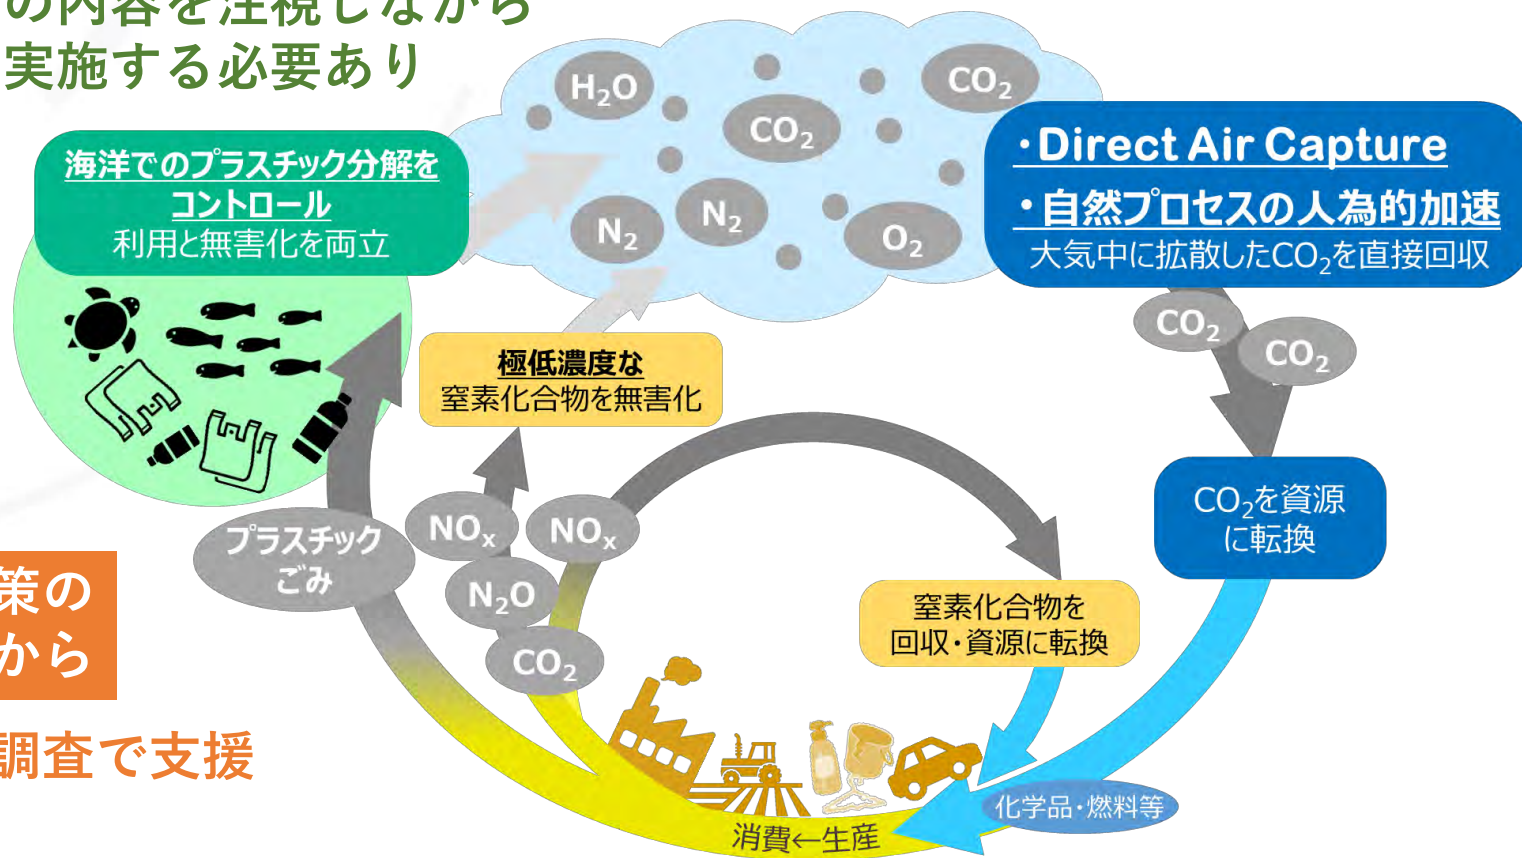 の内容を注視しながら
実施する必要あり
海洋でのプラスチック分解を
コントロール
利用と無害化を両立
H₂O
CO₂
CO₂
N₂
N₂
O₂
・Direct Air Capture
・自然プロセスの人為的加速
大気中に拡散したCO₂を直接回収
CO₂
CO₂
極低濃度な
窒素化合物を無害化
CO₂を資源
に転換
プラスチック
ごみ
NOₓ
NOₓ
N₂O
CO₂
窒素化合物を
回収・資源に転換
策の
から
調査で支援
化学品・燃料等
消費←生産